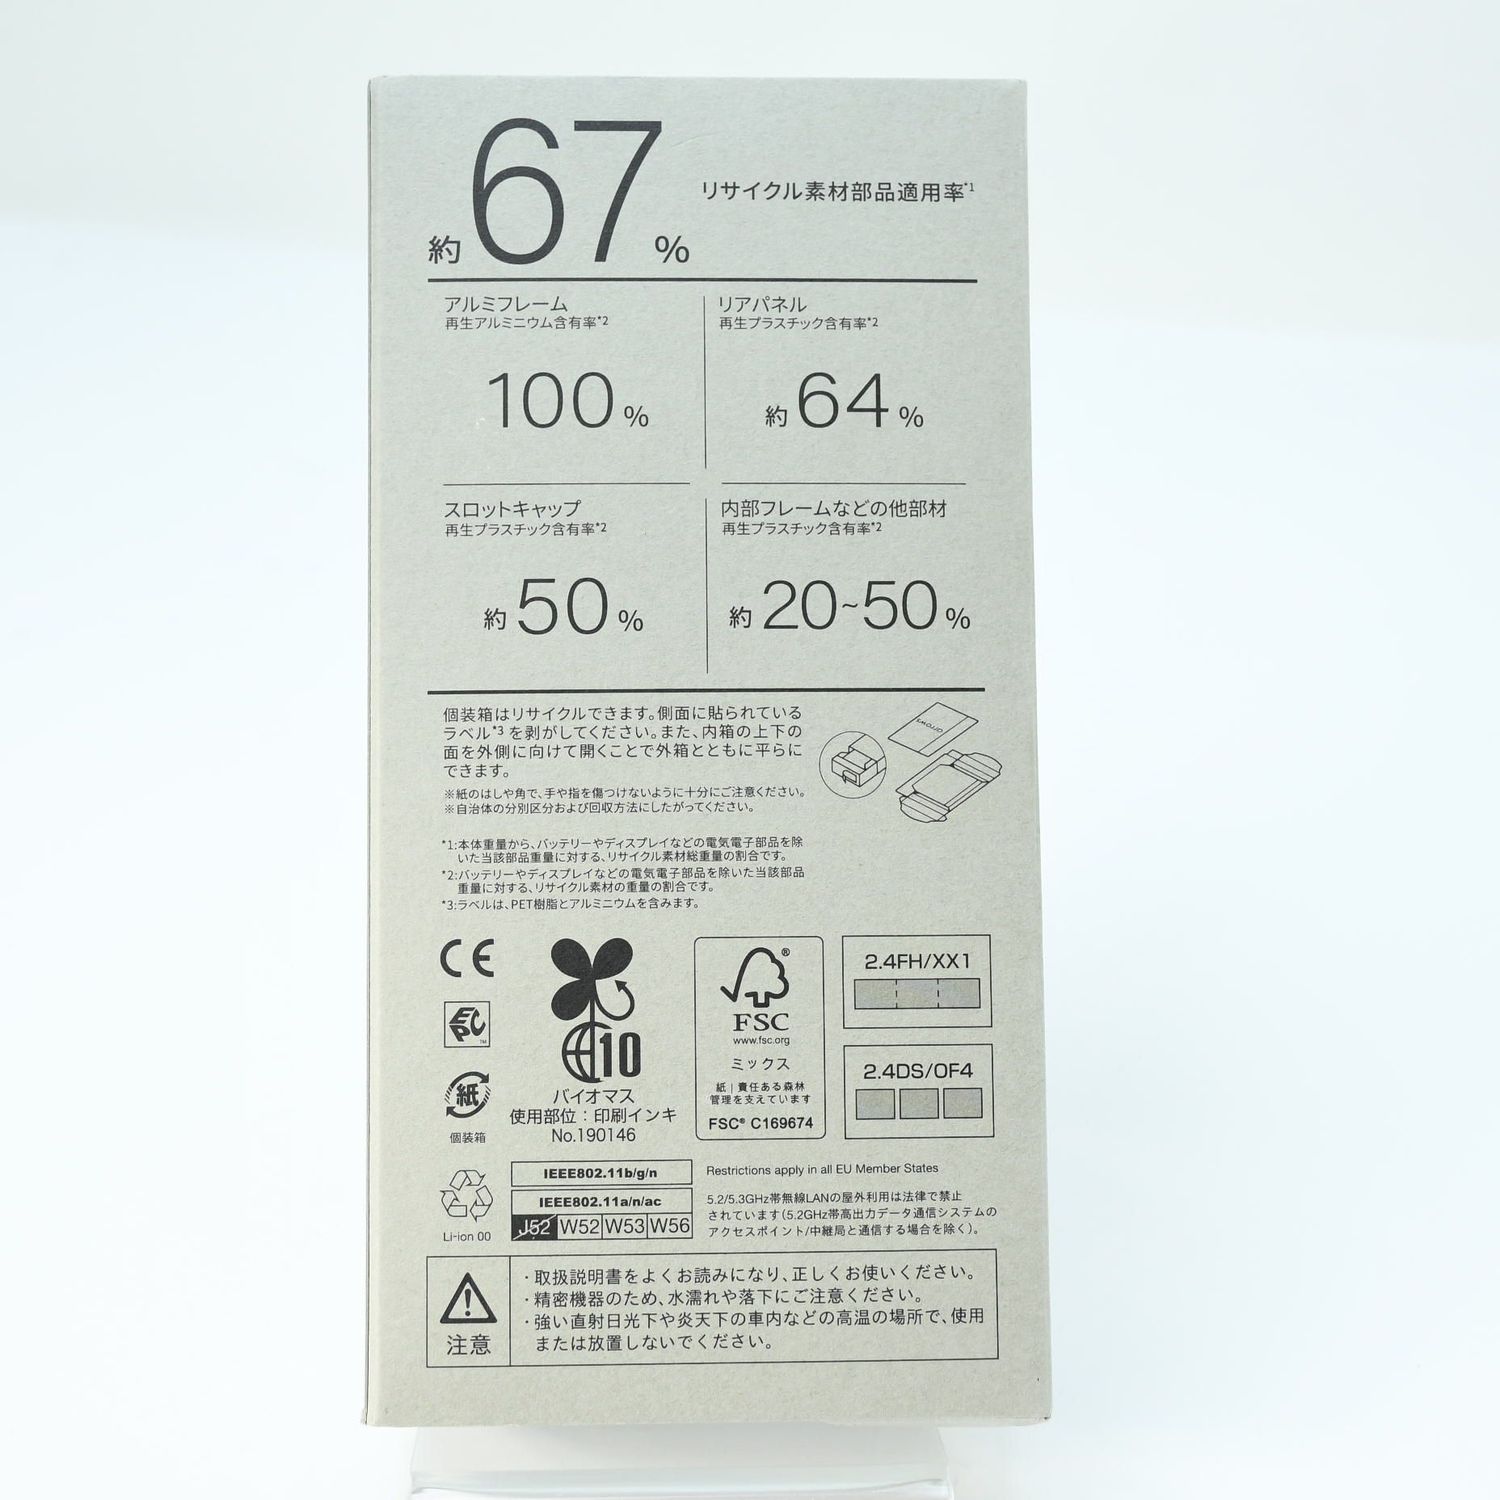 約67%
リサイクル素材部品適用率*1
アルミフレーム
再生アルミニウム含有率*2
100%
リアパネル
再生プラスチック含有率*2
約64%
スロットキャップ
再生プラスチック含有率*2
約50%
内部フレームなどの他部材
再生プラスチック含有率*2
約20~50%
個装箱はリサイクルできます。側面に貼られている
ラベル*3を剥がしてください。また、内箱の上下の
面を外側に向けて開くことで外箱とともに平らに
できます。
※紙のはしや角で、手や指を傷つけないように十分にご注意ください。
※自治体の分別区分および回収方法にしたがってください。
*1:本体重量から、バッテリーやディスプレイなどの電気電子部品を除
いた当該部品重量に対する、リサイクル素材総重量の割合です。
*2:バッテリーやディスプレイなどの電気電子部品を除いた当該部品
重量に対する、リサイクル素材の重量の割合です。
*3:ラベルは、PET樹脂とアルミニウムを含みます。
CE
紙
個装箱
Li-ion 00
10
バイオマス
使用部位：印刷インキ
No.190146
®
FSC
www.fsc.org
ミックス
紙｜責任ある森林
管理を支えています
FSC® C169674
2.4FH/XX1
2.4DS/OF4
IEEE802.11b/g/n
IEEE802.11a/n/ac
J52 W52 W53 W56
Restrictions apply in all EU Member States
5.2/5.3GHz帯無線LANの屋外利用は法律で禁止
されています(5.2GHz帯高出力データ通信システムの
アクセスポイント/中継局と通信する場合を除く)。
注意
・取扱説明書をよくお読みになり、正しくお使いください。
・精密機器のため、水濡れや落下にご注意ください。
・強い直射日光下や炎天下の車内などの高温の場所で、使用
または放置しないでください。